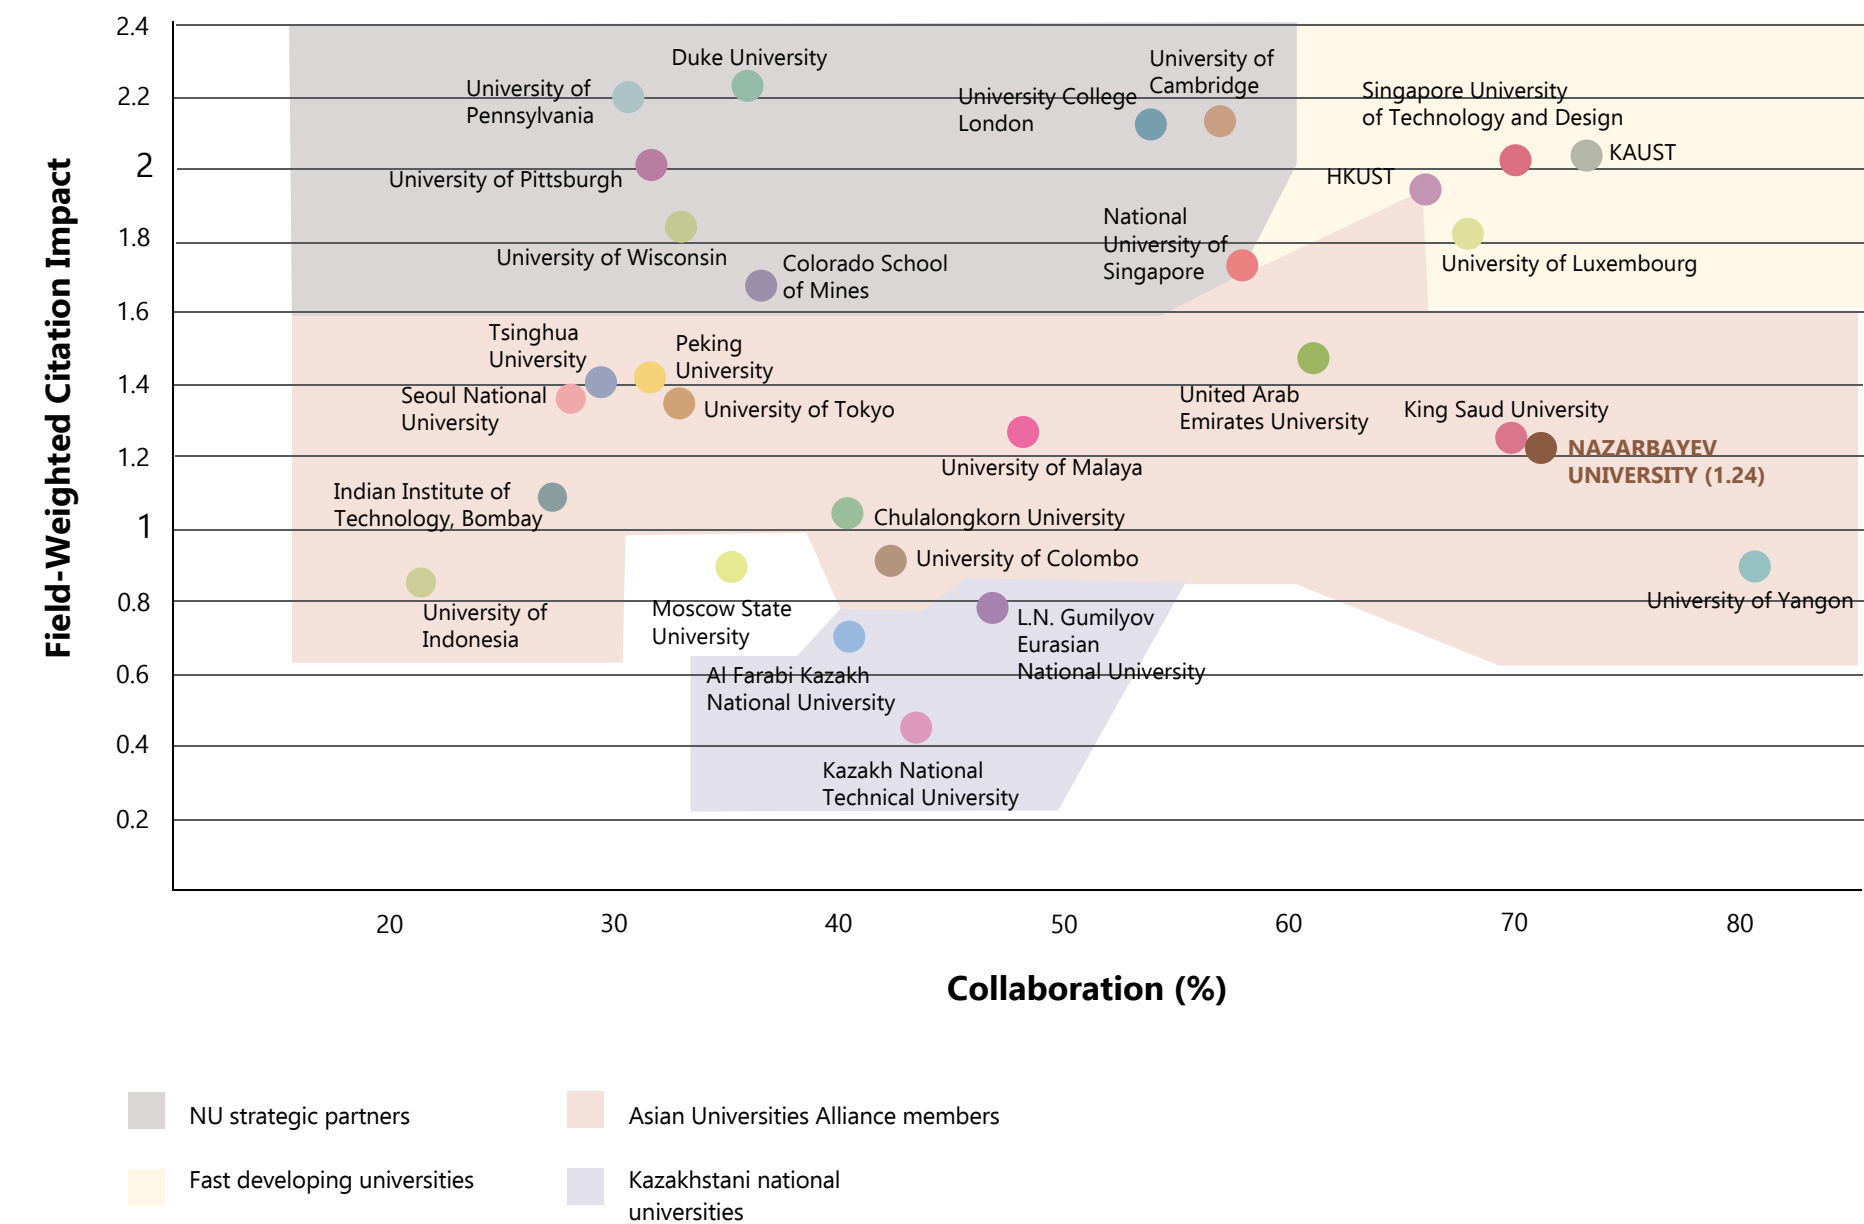 2.4
2.2
2
1.8
1.6
1.4
1.2
1
0.8
0.6
0.4
0.2
Field-Weighted Citation Impact
Duke University
University of
Pennsylvania
University of
Cambridge
University College
London
Singapore University
of Technology and Design
KAUST
University of Pittsburgh
HKUST
National
University of
Singapore
University of Wisconsin
Colorado School
of Mines
University of Luxembourg
Tsinghua
University
Peking
University
Seoul National
University
University of Tokyo
United Arab
Emirates University
King Saud University
NAZARBAYEV
UNIVERSITY (1.24)
University of Malaya
Indian Institute of
Technology, Bombay
Chulalongkorn University
University of Colombo
University of
Indonesia
Moscow State
University
L.N. Gumilyov
Eurasian
National University
University of Yangon
Al Farabi Kazakh
National University
Kazakh National
Technical University
20
30
40
50
60
70
80
Collaboration (%)
NU strategic partners
Asian Universities Alliance members
Fast developing universities
Kazakhstani national
universities